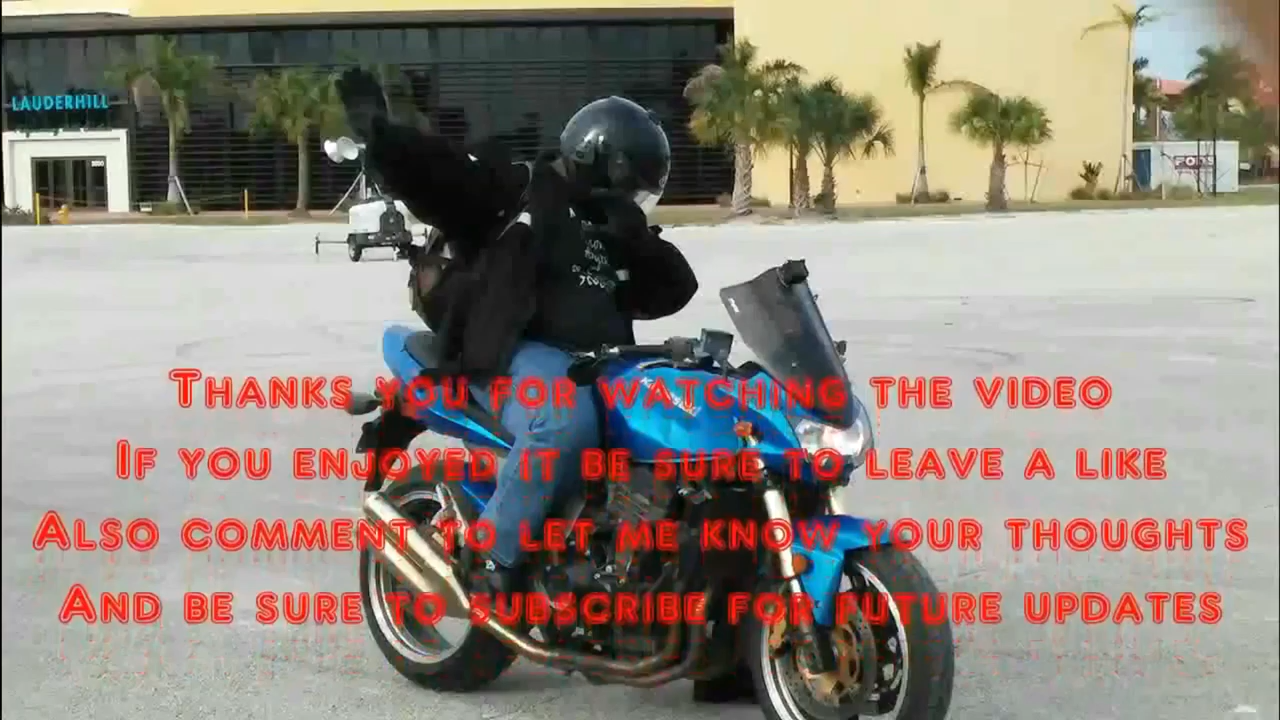 LAUDERHILL
PODS
Thanks you for watching the video
If you enjoyed it be sure to leave a like
Also comment to let me know your thoughts
And be sure to subscribe for future updates